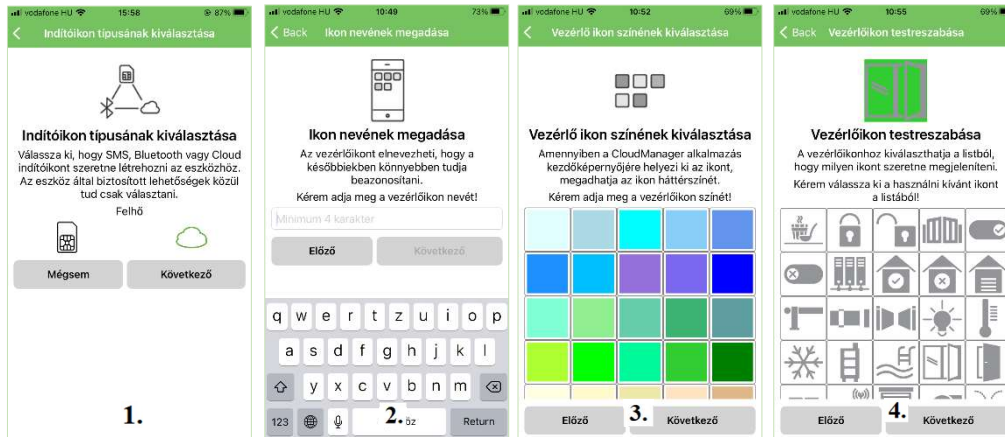 vodafone HU 15:58 87%
Indítóikon típusának kiválasztása
Indítóikon típusának kiválasztása
Válassza ki, hogy SMS, Bluetooth vagy Cloud
indítóikont szeretne létrehozni az eszközhöz.
Az eszköz által biztosított lehetőségek közül
tud csak választani.
Felhő
Mégsem Következő
1.
vodafone HU 10:49 73%
Back Ikon nevének megadása
Ikon nevének megadása
A vezérlőikont elnevezheti, hogy a
későbbiekben könnyebben tudja
beazonosítani.
Kérem adja meg a vezérlőikon nevét!
Minimum 4 karakter
Előző Következő
q w e r t z u i o p
a s d f g h j k l
y x c v b n m
123 öz Return
2.
vodafone HU 10:52 69%
Vezérlő ikon színének kiválasztása
Vezérlő ikon színének kiválasztása
Amennyiben a CloudManager alkalmazás
kezdőképernyőjére helyezi ki az ikont,
megadhatja az ikon háttérszínét.
Kérem adja meg a vezérlőikon színét!
Előző Következő
3.
vodafone HU 10:55 69%
Back Vezérlőikon testreszabása
Vezérlőikon testreszabása
A vezérlőikonhoz kiválaszthatja a listból,
hogy milyen ikont szeretne megjeleníteni.
Kérem válassza ki a használni kívánt ikont
a listából!
Előző Következő
4.